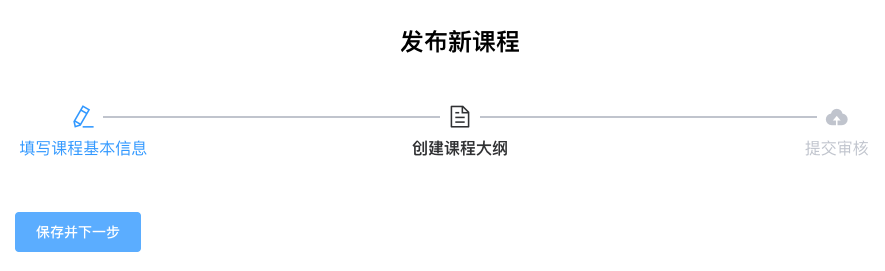 发布新课程
填写课程基本信息
创建课程大纲
提交审核
保存并下一步